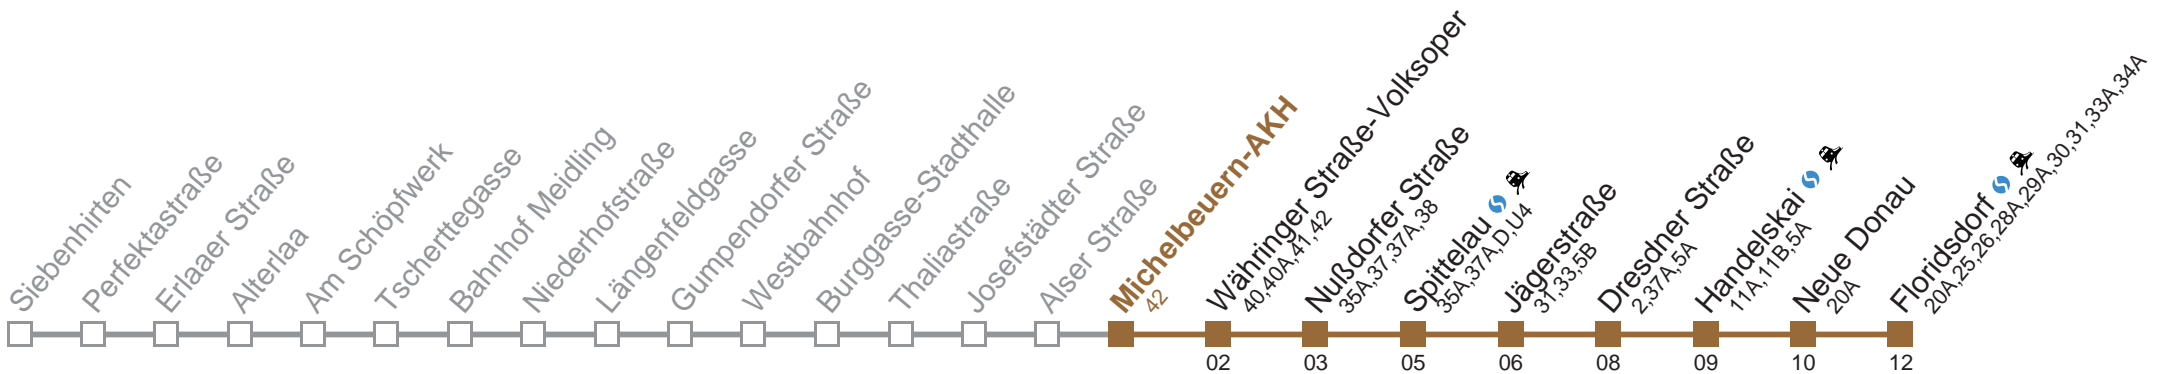 Siebenhirten
Perfektastraße
Erlaaer Straße
Alterlaa
Am Schöpfwerk
Tscherttegasse
Bahnhof Meidling
Niederhofstraße
Längenfeldgasse
Gumpendorfer Straße
Westbahnhof
Burggasse-Stadthalle
Thaliastraße
Josefstädter Straße
Alser Straße
Michelbeuern-AKH
42
Währinger Straße-Volksoper
40,40A,41,42
02
Nußdorfer Straße
35A,37,37A,38
03
Spittelau
35A,37A,D,U4
05
Jägerstraße
31,33,5B
06
Dresdner Straße
2,37A,5A
08
Handelskai
11A,11B,5A
09
Neue Donau
20A
10
Floridsdorf
20A,25,26,28A,29A,30,31,33A,34A
12